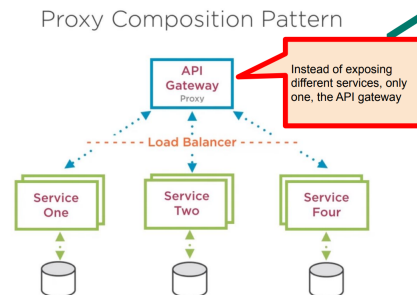 Proxy Composition Pattern
API
Gateway
Proxy
Instead of exposing
different services, only
one, the API gateway
Load Balancer
Service
One
Service
Two
Service
Four